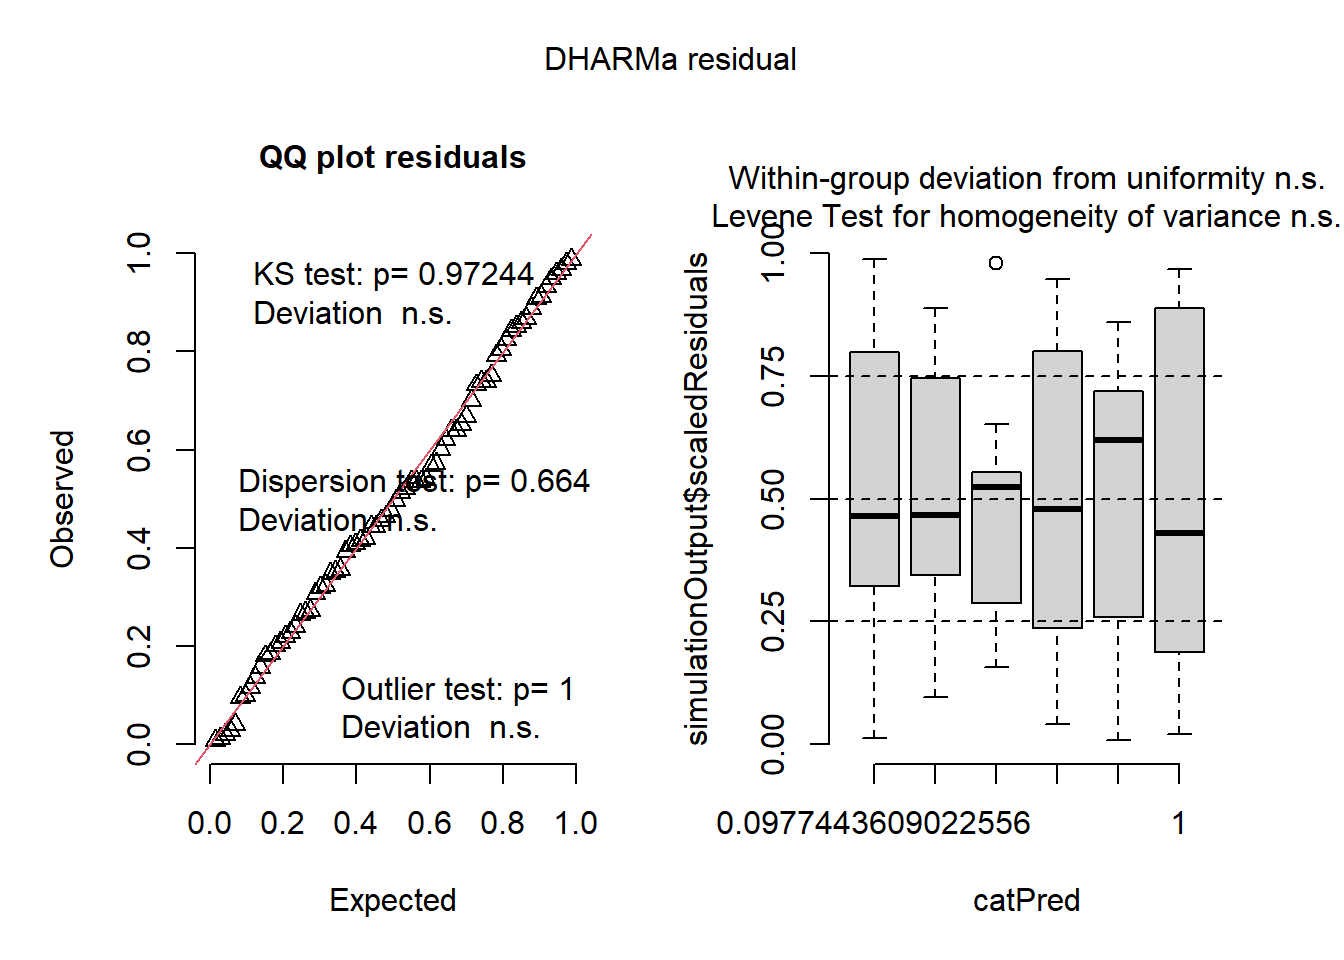 DHARMa residual
QQ plot residuals
KS test: p= 0.97244
Deviation  n.s.
Dispersion test: p= 0.664
Deviation  n.s.
Outlier test: p= 1
Deviation  n.s.
Observed
0.0 0.2 0.4 0.6 0.8 1.0
0.0 0.2 0.4 0.6 0.8 1.0
Expected
Within-group deviation from uniformity n.s.
Levene Test for homogeneity of variance n.s.
simulationOutput$scaledResiduals
0.00 0.25 0.50 0.75 1.00
0.0977443609022556 1
catPred